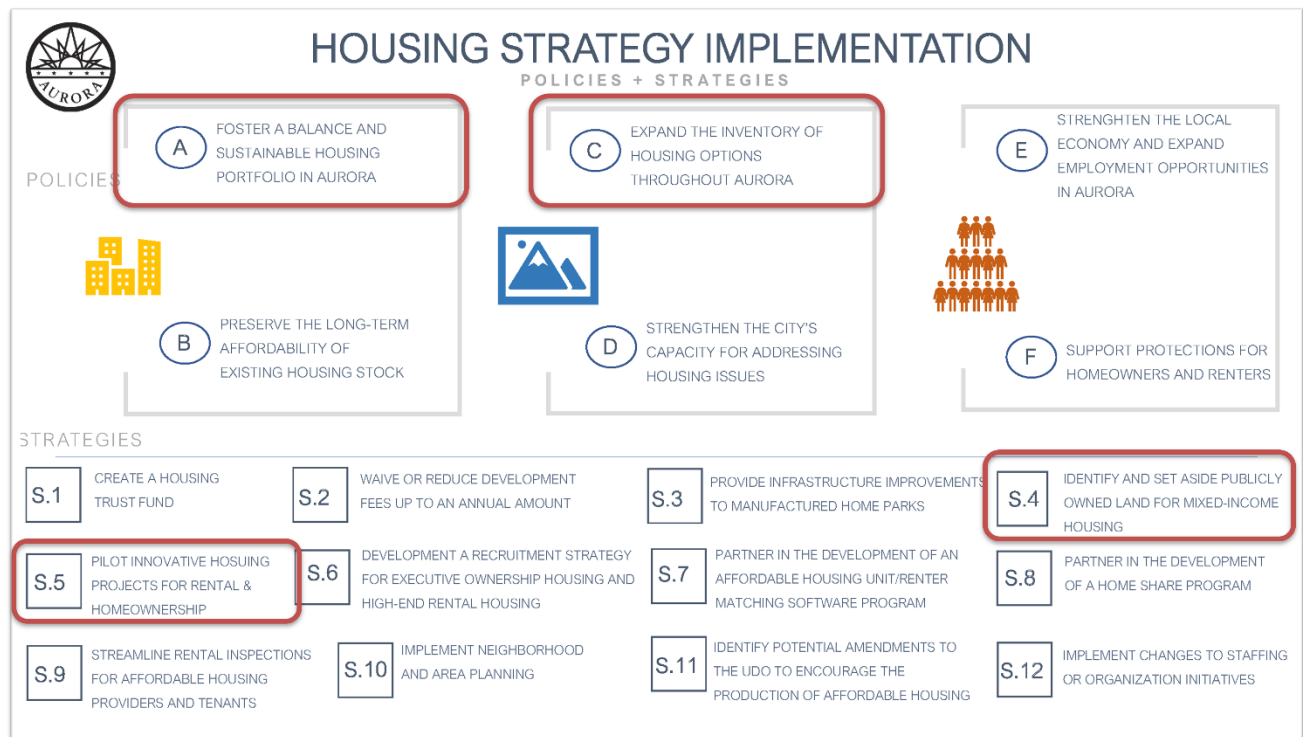 AURORA
HOUSING STRATEGY IMPLEMENTATION
POLICIES + STRATEGIES
POLICIES
A
FOSTER A BALANCE AND
SUSTAINABLE HOUSING
PORTFOLIO IN AURORA
B
PRESERVE THE LONG-TERM
AFFORDABILITY OF
EXISTING HOUSING STOCK
C
EXPAND THE INVENTORY OF
HOUSING OPTIONS
THROUGHOUT AURORA
D
STRENGTHEN THE CITY'S
CAPACITY FOR ADDRESSING
HOUSING ISSUES
E
STRENGHTEN THE LOCAL
ECONOMY AND EXPAND
EMPLOYMENT OPPORTUNITIES
IN AURORA
F
SUPPORT PROTECTIONS FOR
HOMEOWNERS AND RENTERS
STRATEGIES
S.1
CREATE A HOUSING
TRUST FUND
S.2
WAIVE OR REDUCE DEVELOPMENT
FEES UP TO AN ANNUAL AMOUNT
S.3
PROVIDE INFRASTRUCTURE IMPROVEMENTS
TO MANUFACTURED HOME PARKS
S.4
IDENTIFY AND SET ASIDE PUBLICLY
OWNED LAND FOR MIXED-INCOME
HOUSING
S.5
PILOT INNOVATIVE HOSUING
PROJECTS FOR RENTAL &
HOMEOWNERSHIP
S.6
DEVELOPMENT A RECRUITMENT STRATEGY
FOR EXECUTIVE OWNERSHIP HOUSING AND
HIGH-END RENTAL HOUSING
S.7
PARTNER IN THE DEVELOPMENT OF AN
AFFORDABLE HOUSING UNIT/RENTER
MATCHING SOFTWARE PROGRAM
S.8
PARTNER IN THE DEVELOPMENT
OF A HOME SHARE PROGRAM
S.9
STREAMLINE RENTAL INSPECTIONS
FOR AFFORDABLE HOUSING
PROVIDERS AND TENANTS
S.10
IMPLEMENT NEIGHBORHOOD
AND AREA PLANNING
S.11
IDENTIFY POTENTIAL AMENDMENTS TO
THE UDO TO ENCOURAGE THE
PRODUCTION OF AFFORDABLE HOUSING
S.12
IMPLEMENT CHANGES TO STAFFING
OR ORGANIZATION INITIATIVES